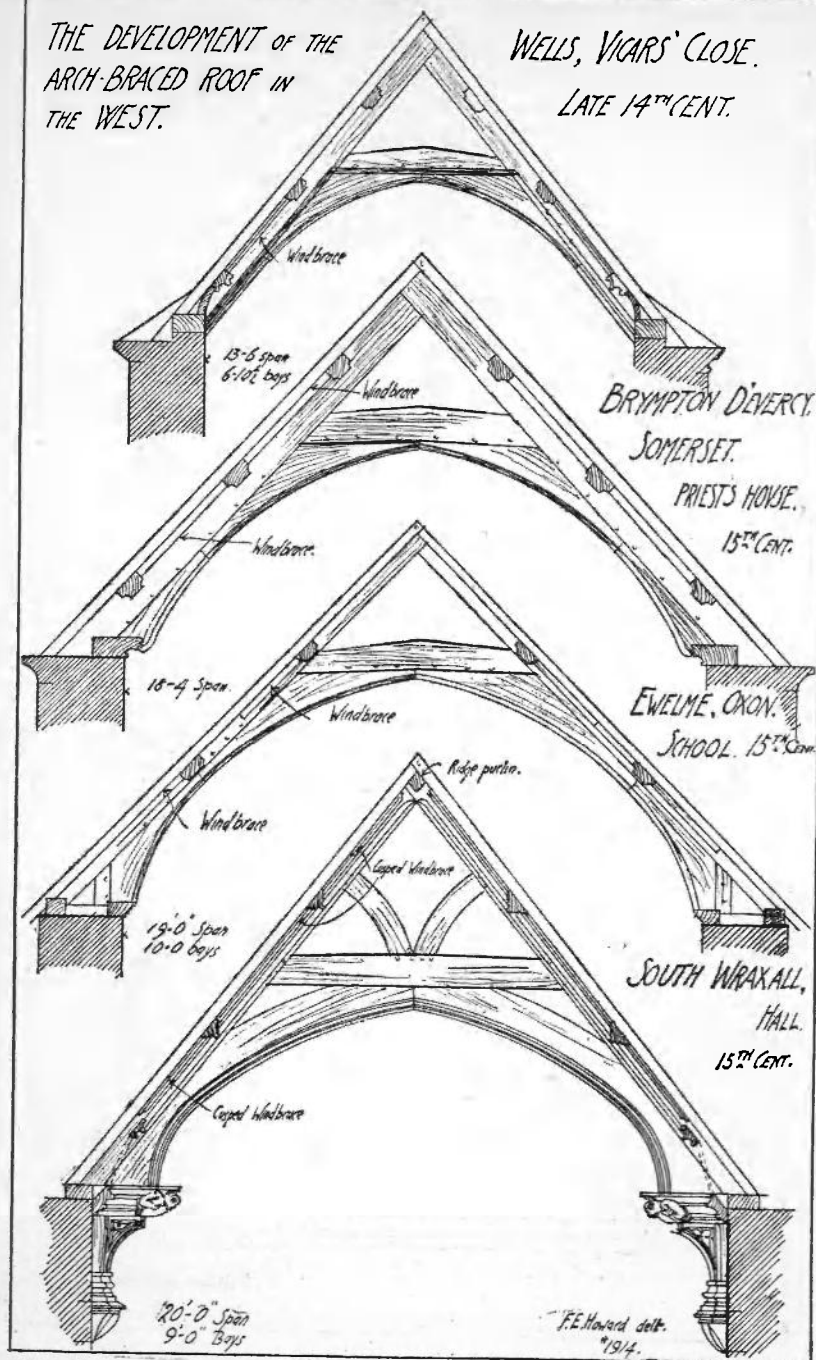 THE DEVELOPMENT OF THE
ARCH-BRACED ROOF IN
THE WEST.
WELLS, VICARS' CLOSE.
LATE 14TH CENT.
Windbrace
13-6 span
6-10½ bays
Windbrace
BRYMPTON D'EVERCY,
SOMERSET.
PRIEST'S HOVSE.
15TH CENT.
Windbrace.
18-4 Span.
Windbrace
EWELME, OXON.
SCHOOL. 15TH CENT.
Ridge purlin.
Windbrace
Cusped Windbrace
19'-0" Span
10-0 bays
SOUTH WRAXALL,
HALL.
15TH CENT.
Cusped Windbrace
20'-0" Span
9'-0" Bays
F.E. Howard delt.
1914.